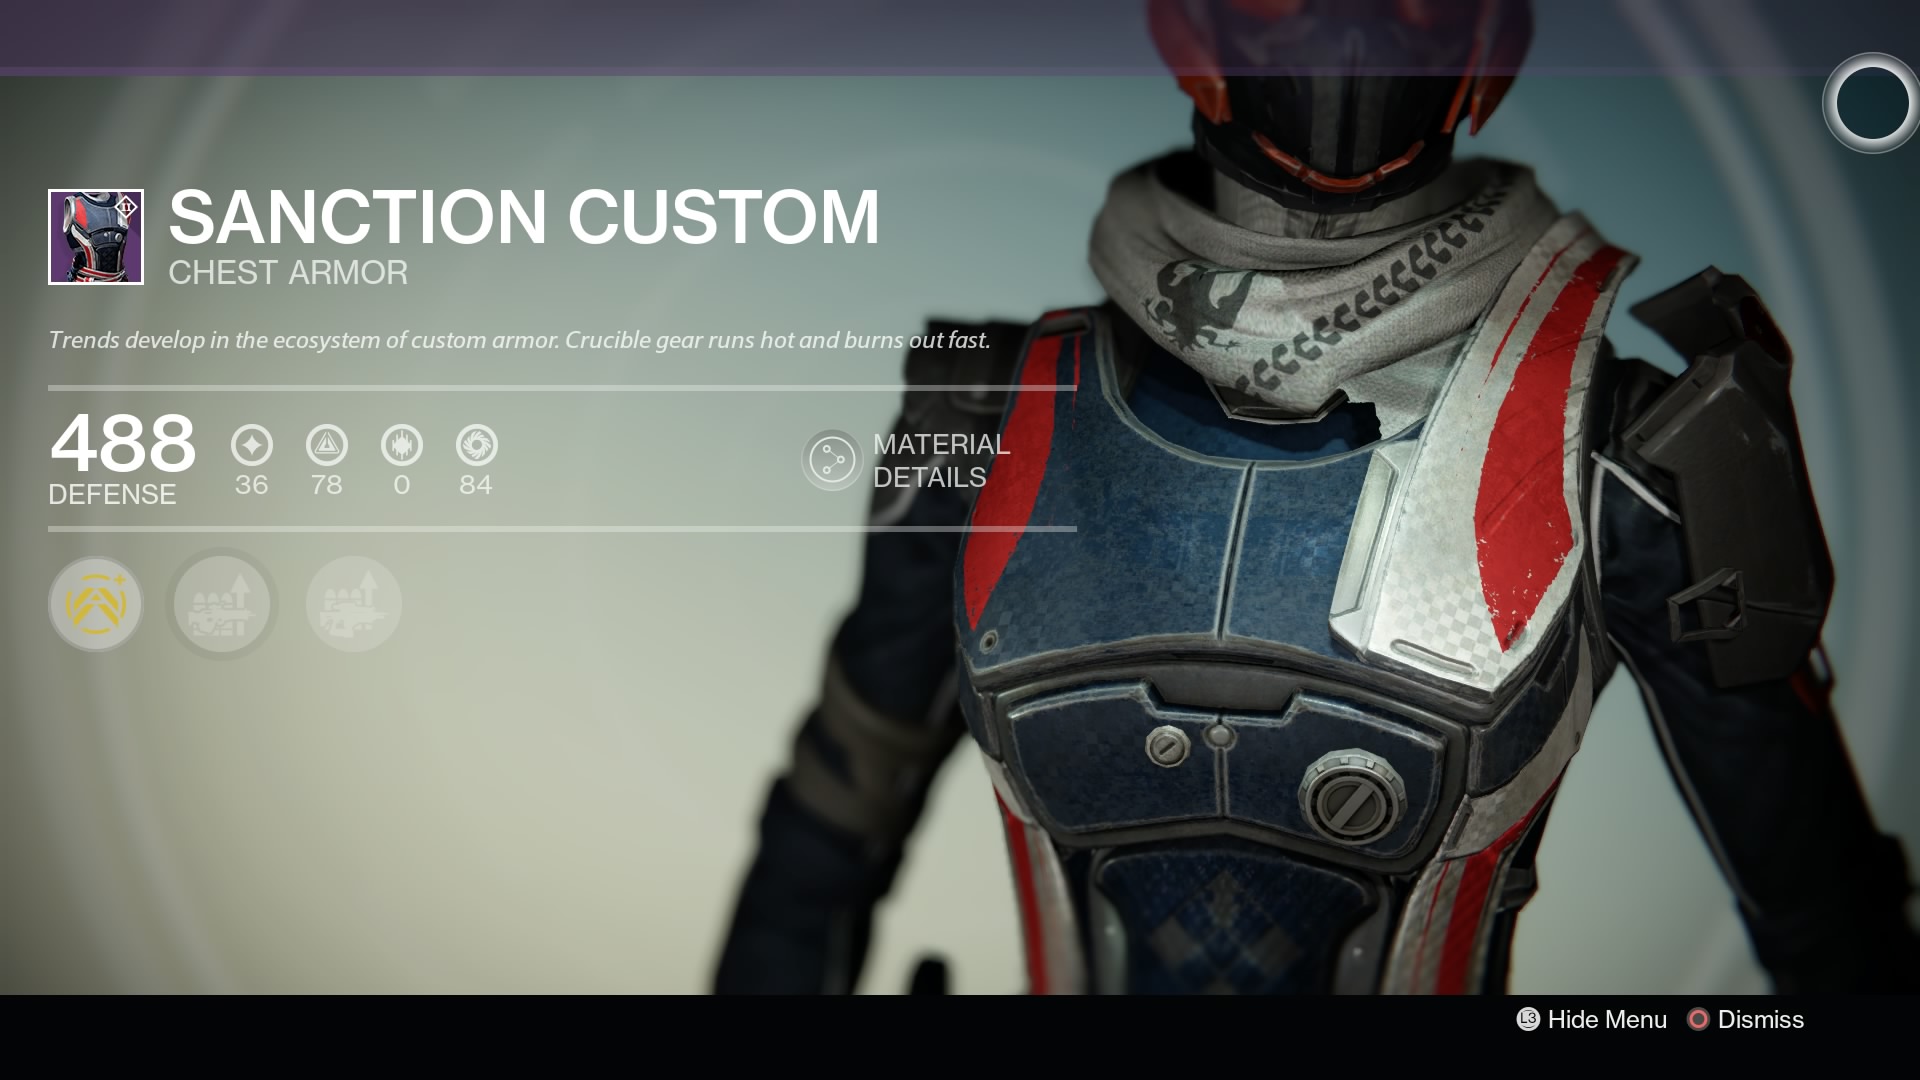 SANCTION CUSTOM
CHEST ARMOR
Trends develop in the ecosystem of custom armor. Crucible gear runs hot and burns out fast.
488
DEFENSE
36 78 0 84
MATERIAL
DETAILS
L3 Hide Menu Dismiss